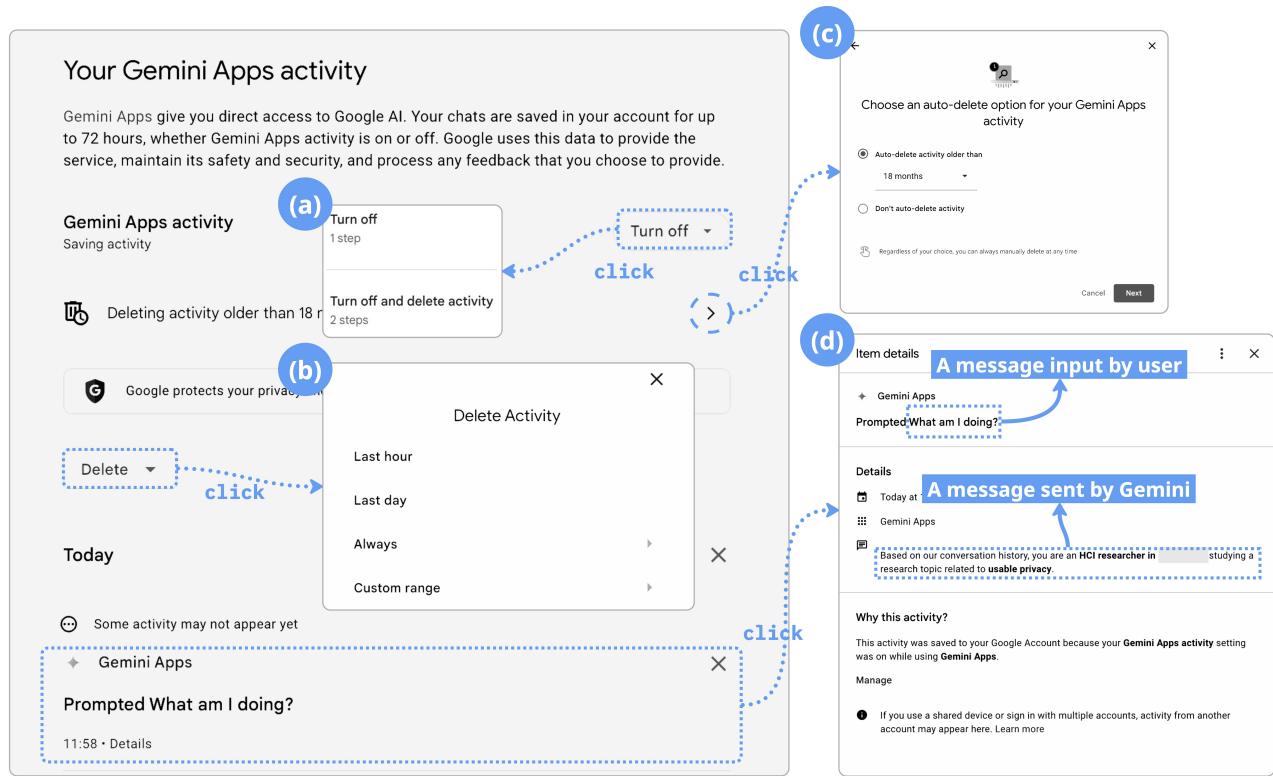 Your Gemini Apps activity
Gemini Apps give you direct access to Google AI. Your chats are saved in your account for up
to 72 hours, whether Gemini Apps activity is on or off. Google uses this data to provide the
service, maintain its safety and security, and process any feedback that you choose to provide.
Gemini Apps activity
Saving activity
(a)
Turn off
1 step
Turn off and delete activity
2 steps
Turn off
click
click
Deleting activity older than 18
Google protects your
(b)
Delete Activity
Last hour
Last day
Always
Custom range
Delete
click
Today
Some activity may not appear yet
Gemini Apps
Prompted What am I doing?
11:58 • Details
click
(c)
Choose an auto-delete option for your Gemini Apps
activity
Auto-delete activity older than
18 months
Don't auto-delete activity
Regardless of your choice, you can always manually delete at any time
Cancel
Next
(d)
Item details
A message input by user
Gemini Apps
Prompted What am I doing?
Details
Today at
A message sent by Gemini
Gemini Apps
Based on our conversation history, you are an HCI researcher in studying a
research topic related to usable privacy.
Why this activity?
This activity was saved to your Google Account because your Gemini Apps activity setting
was on while using Gemini Apps.
Manage
If you use a shared device or sign in with multiple accounts, activity from another
account may appear here. Learn more